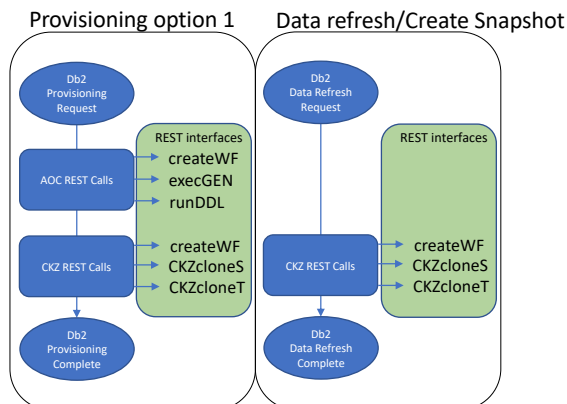 Provisioning option 1
Db2
Provisioning
Request
REST interfaces
AOC REST Calls
createWF
execGEN
runDDL
CKZ REST Calls
createWF
CKZcloneS
CKZcloneT
Db2
Provisioning
Complete
Data refresh/Create Snapshot
Db2
Data Refresh
Request
REST interfaces
CKZ REST Calls
createWF
CKZcloneS
CKZcloneT
Db2
Data Refresh
Complete